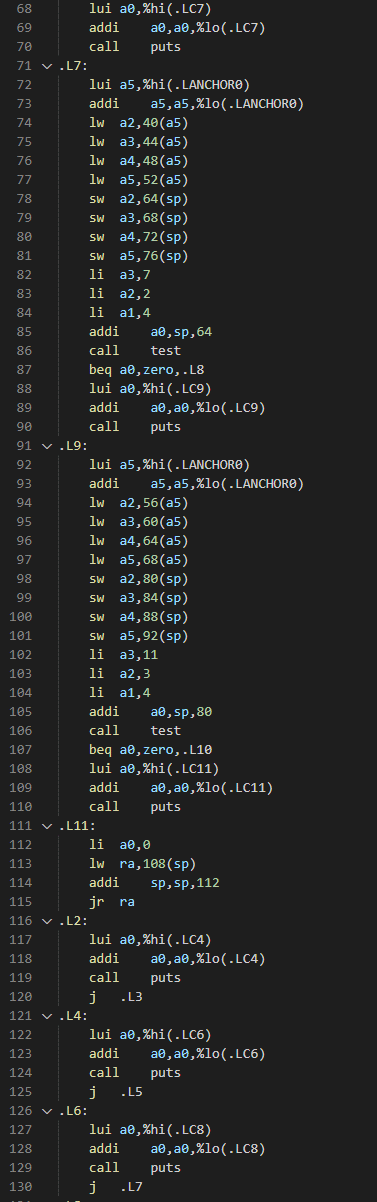 68 lui a0,%hi(.LC7)
69 addi a0,a0,%lo(.LC7)
70 call puts
71 .L7:
72 lui a5,%hi(.LANCHOR0)
73 addi a5,a5,%lo(.LANCHOR0)
74 lw a2,40(a5)
75 lw a3,44(a5)
76 lw a4,48(a5)
77 lw a5,52(a5)
78 sw a2,64(sp)
79 sw a3,68(sp)
80 sw a4,72(sp)
81 sw a5,76(sp)
82 li a3,7
83 li a2,2
84 li a1,4
85 addi a0,sp,64
86 call test
87 beq a0,zero,.L8
88 lui a0,%hi(.LC9)
89 addi a0,a0,%lo(.LC9)
90 call puts
91 .L9:
92 lui a5,%hi(.LANCHOR0)
93 addi a5,a5,%lo(.LANCHOR0)
94 lw a2,56(a5)
95 lw a3,60(a5)
96 lw a4,64(a5)
97 lw a5,68(a5)
98 sw a2,80(sp)
99 sw a3,84(sp)
100 sw a4,88(sp)
101 sw a5,92(sp)
102 li a3,11
103 li a2,3
104 li a1,4
105 addi a0,sp,80
106 call test
107 beq a0,zero,.L10
108 lui a0,%hi(.LC11)
109 addi a0,a0,%lo(.LC11)
110 call puts
111 .L11:
112 li a0,0
113 lw ra,108(sp)
114 addi sp,sp,112
115 jr ra
116 .L2:
117 lui a0,%hi(.LC4)
118 addi a0,a0,%lo(.LC4)
119 call puts
120 j .L3
121 .L4:
122 lui a0,%hi(.LC6)
123 addi a0,a0,%lo(.LC6)
124 call puts
125 j .L5
126 .L6:
127 lui a0,%hi(.LC8)
128 addi a0,a0,%lo(.LC8)
129 call puts
130 j .L7